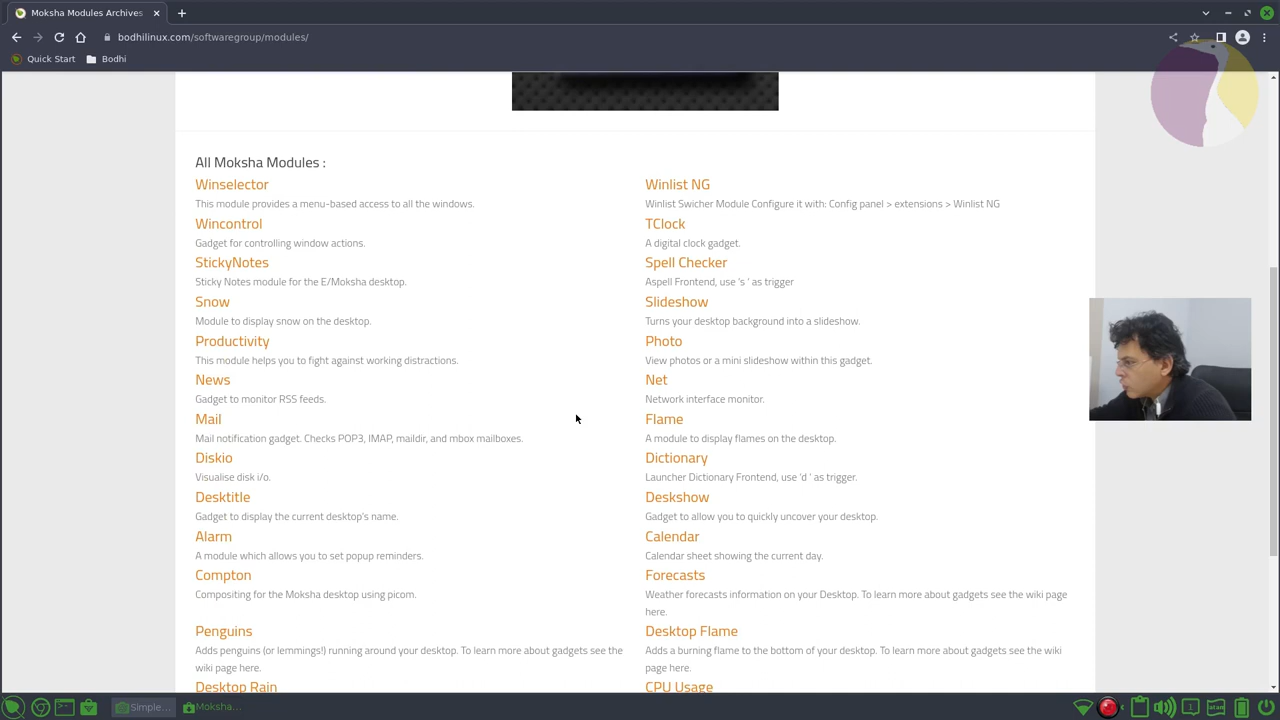 Moksha Modules Archives
bodhilinux.com/softwaregroup/modules/
Quick Start
Bodhi
All Moksha Modules :
Winselector
This module provides a menu-based access to all the windows.
Winlist NG
Winlist Swicher Module Configure it with: Config panel > extensions > Winlist NG
Wincontrol
Gadget for controlling window actions.
TClock
A digital clock gadget.
StickyNotes
Sticky Notes module for the E/Moksha desktop.
Spell Checker
Aspell Frontend, use 's ' as trigger
Snow
Module to display snow on the desktop.
Slideshow
Turns your desktop background into a slideshow.
Productivity
This module helps you to fight against working distractions.
Photo
View photos or a mini slideshow within this gadget.
News
Gadget to monitor RSS feeds.
Net
Network interface monitor.
Mail
Mail notification gadget. Checks POP3, IMAP, maildir, and mbox mailboxes.
Flame
A module to display flames on the desktop.
Diskio
Visualise disk i/o.
Dictionary
Launcher Dictionary Frontend, use 'd ' as trigger.
Desktitle
Gadget to display the current desktop's name.
Deskshow
Gadget to allow you to quickly uncover your desktop.
Alarm
A module which allows you to set popup reminders.
Calendar
Calendar sheet showing the current day.
Compton
Compositing for the Moksha desktop using picom.
Forecasts
Weather forecasts information on your Desktop. To learn more about gadgets see the wiki page
here.
Penguins
Adds penguins (or lemmings!) running around your desktop. To learn more about gadgets see the
wiki page here.
Desktop Flame
Adds a burning flame to the bottom of your desktop. To learn more about gadgets see the wiki
page here.
Desktop Rain
CPU Usage
Simple...
Moksha...